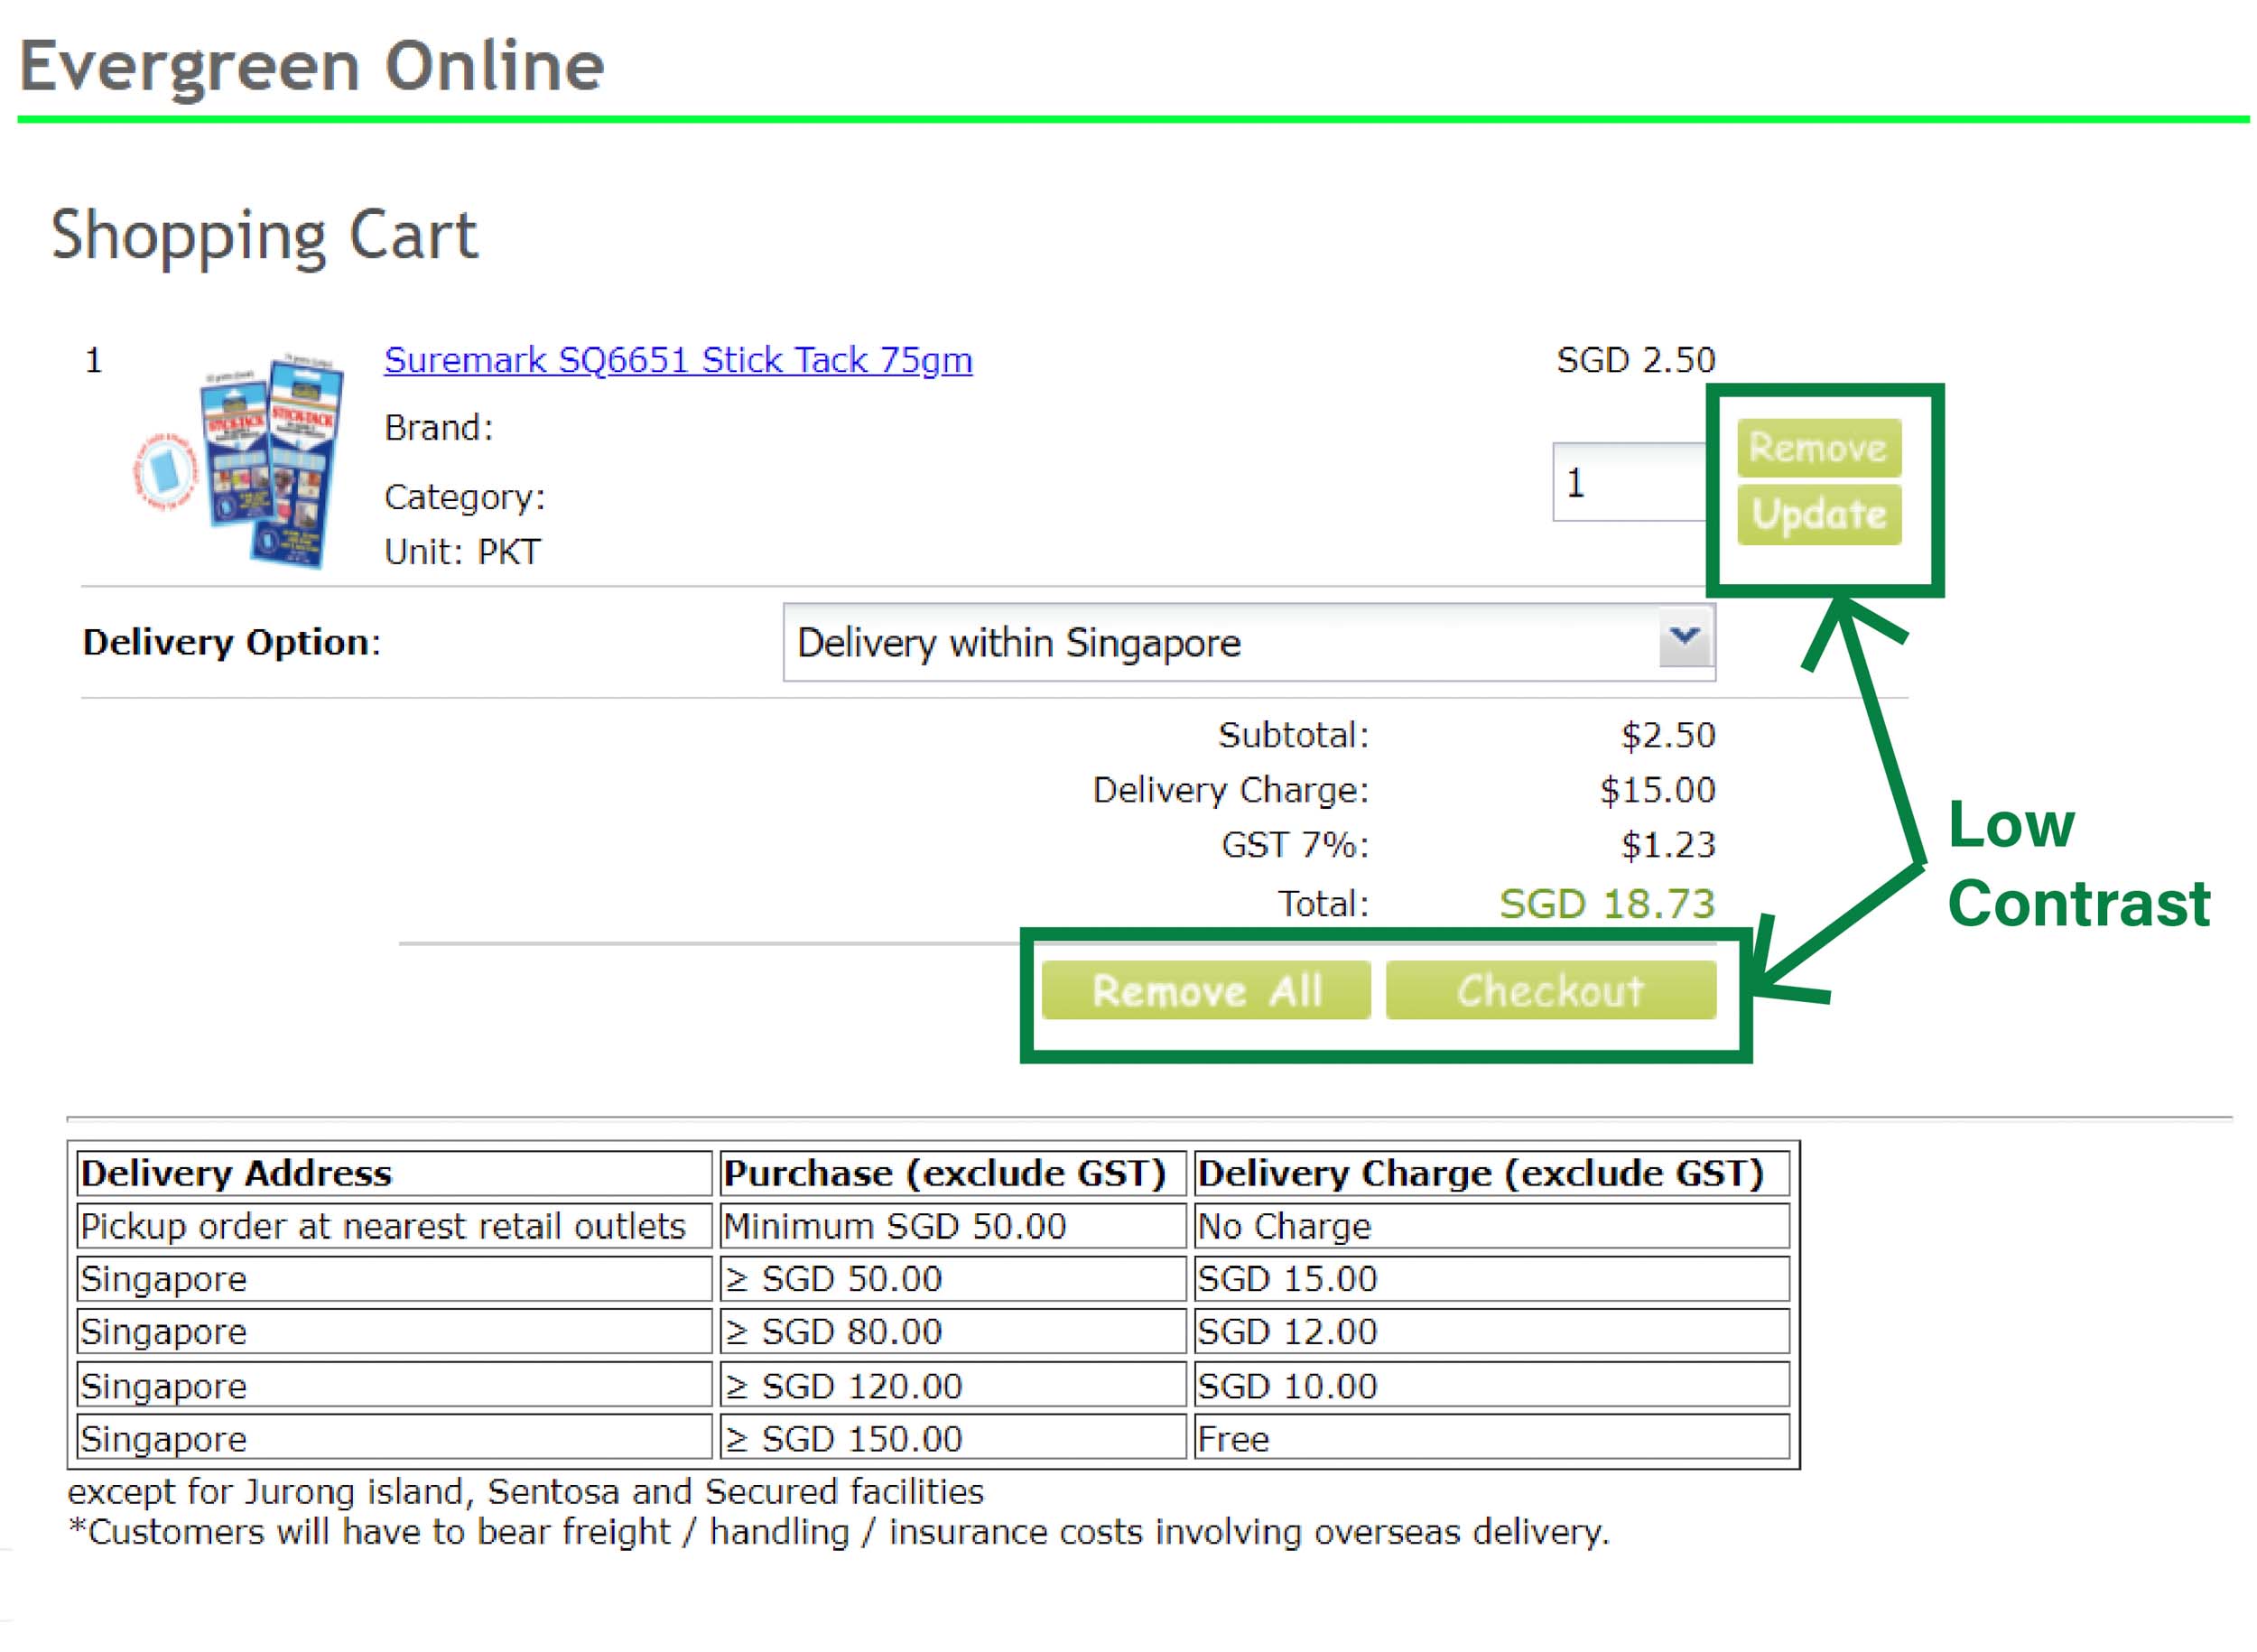 Evergreen Online
Shopping Cart
1
Suremark SQ6651 Stick Tack 75gm
SGD 2.50
STICK-TACK
STICK-TACK
Brand:
Remove
Category:
1
Update
Unit: PKT
Delivery Option:
Delivery within Singapore
Subtotal: $2.50
Delivery Charge: $15.00
GST 7%: $1.23
Total: SGD 18.73
Low
Contrast
Remove All
Checkout
Delivery Address Purchase (exclude GST) Delivery Charge (exclude GST)
Pickup order at nearest retail outlets Minimum SGD 50.00 No Charge
Singapore ≥ SGD 50.00 SGD 15.00
Singapore ≥ SGD 80.00 SGD 12.00
Singapore ≥ SGD 120.00 SGD 10.00
Singapore ≥ SGD 150.00 Free
except for Jurong island, Sentosa and Secured facilities
*Customers will have to bear freight / handling / insurance costs involving overseas delivery.